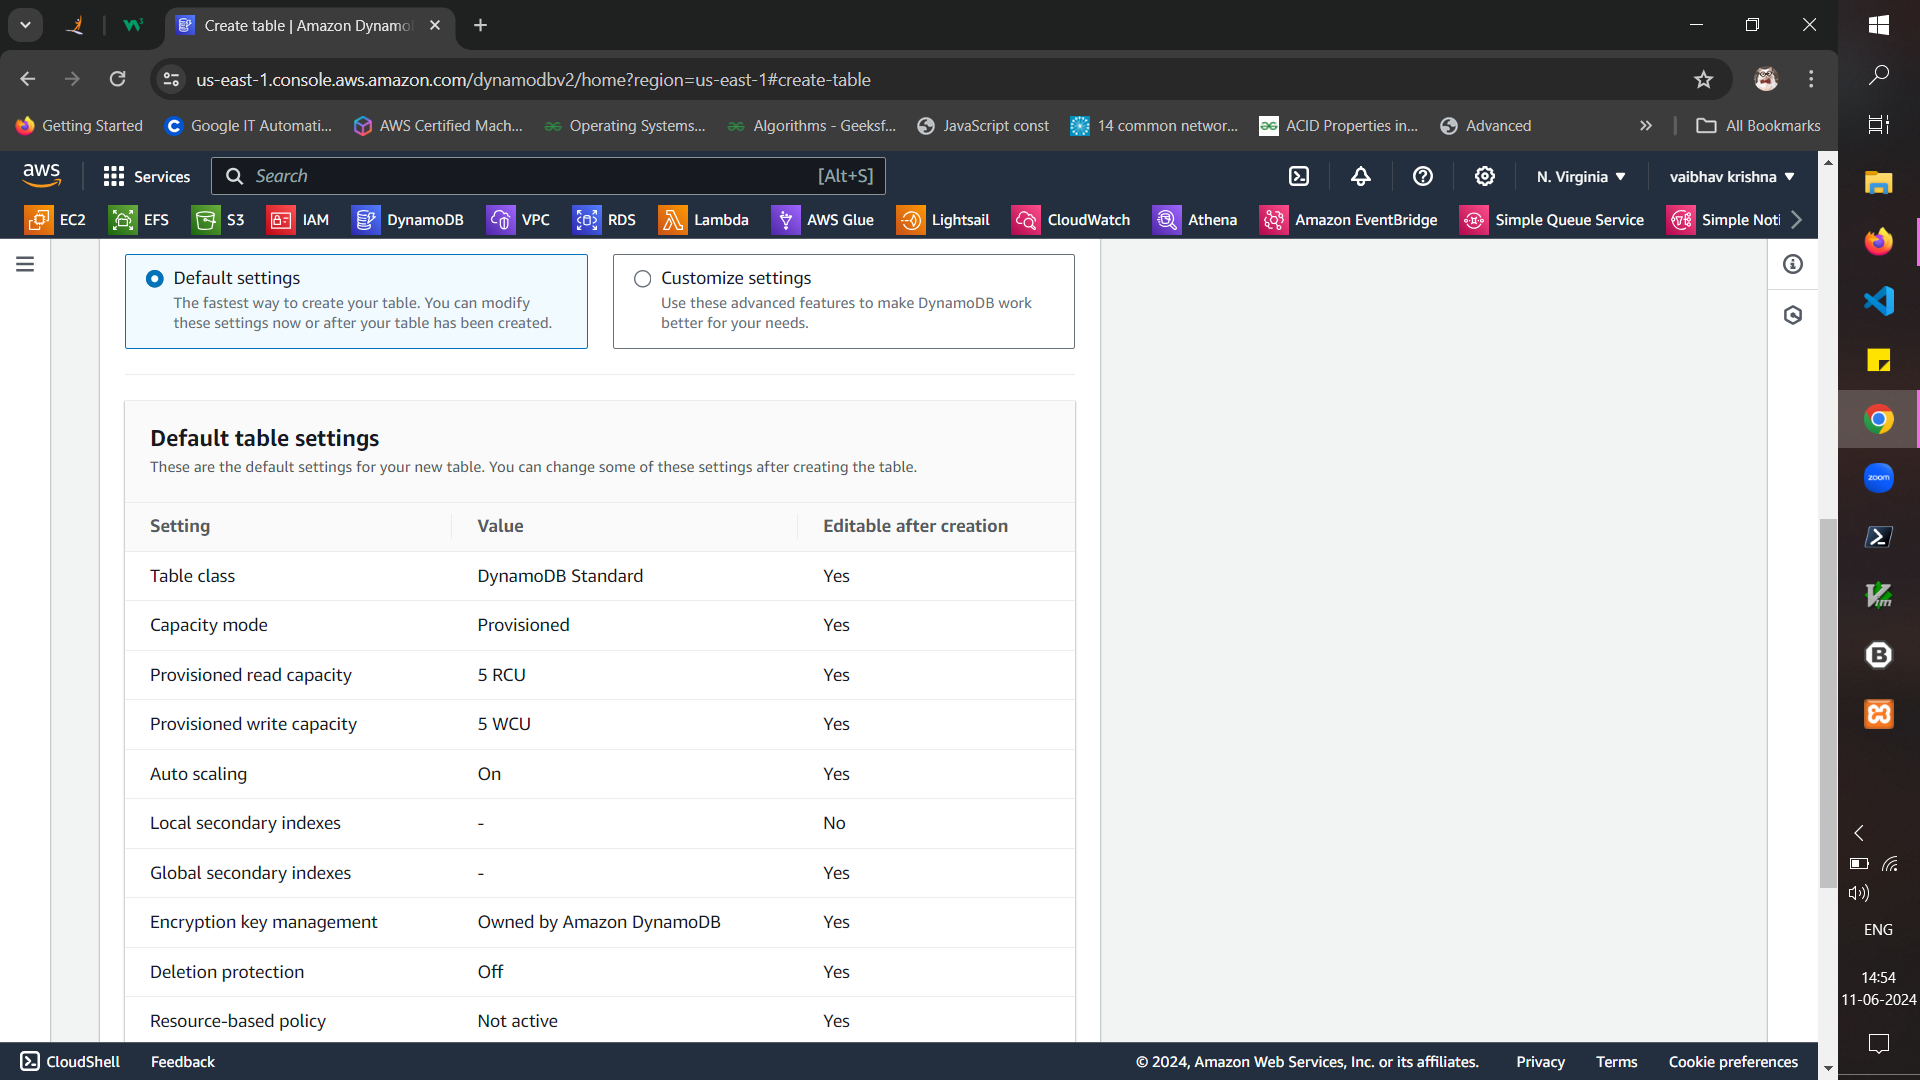 Create table | Amazon Dynamo
us-east-1.console.aws.amazon.com/dynamodbv2/home?region=us-east-1#create-table
Getting Started
Google IT Automati...
AWS Certified Mach...
Operating Systems...
Algorithms - Geeksf...
JavaScript const
14 common networ...
ACID Properties in...
Advanced
All Bookmarks
aws
Services
Search
[Alt+S]
N. Virginia
vaibhav krishna
EC2
EFS
S3
IAM
DynamoDB
VPC
RDS
Lambda
AWS Glue
Lightsail
CloudWatch
Athena
Amazon EventBridge
Simple Queue Service
Simple Noti
Default settings
The fastest way to create your table. You can modify
these settings now or after your table has been created.
Customize settings
Use these advanced features to make DynamoDB work
better for your needs.
Default table settings
These are the default settings for your new table. You can change some of these settings after creating the table.
Setting Value Editable after creation
Table class DynamoDB Standard Yes
Capacity mode Provisioned Yes
Provisioned read capacity 5 RCU Yes
Provisioned write capacity 5 WCU Yes
Auto scaling On Yes
Local secondary indexes - No
Global secondary indexes - Yes
Encryption key management Owned by Amazon DynamoDB Yes
Deletion protection Off Yes
Resource-based policy Not active Yes
CloudShell
Feedback
© 2024, Amazon Web Services, Inc. or its affiliates.
Privacy
Terms
Cookie preferences
zoom
Vim
B
ENG
14:54
11-06-2024